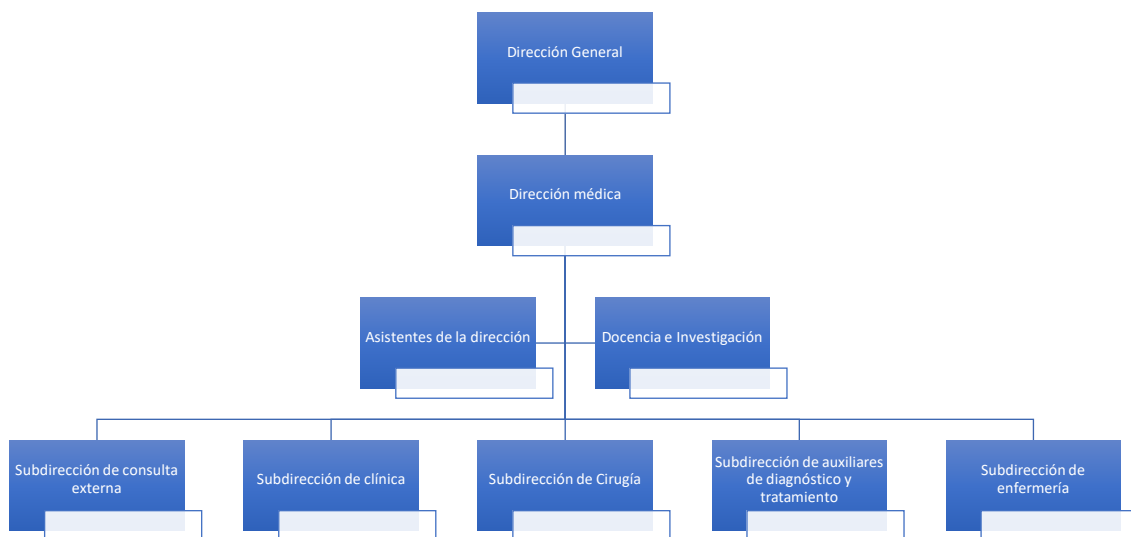 Dirección General
Dirección médica
Asistentes de la dirección
Docencia e Investigación
Subdirección de consulta
externa
Subdirección de clínica
Subdirección de Cirugía
Subdirección de auxiliares
de diagnóstico y
tratamiento
Subdirección de
enfermería